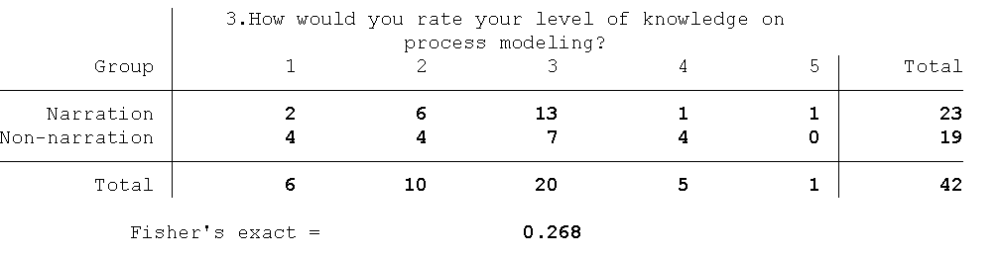 3.How would you rate your level of knowledge on
process modeling?
Group 1 2 3 4 5 Total
Narration 2 6 13 1 1 23
Non-narration 4 4 7 4 0 19
Total 6 10 20 5 1 42
Fisher's exact = 0.268